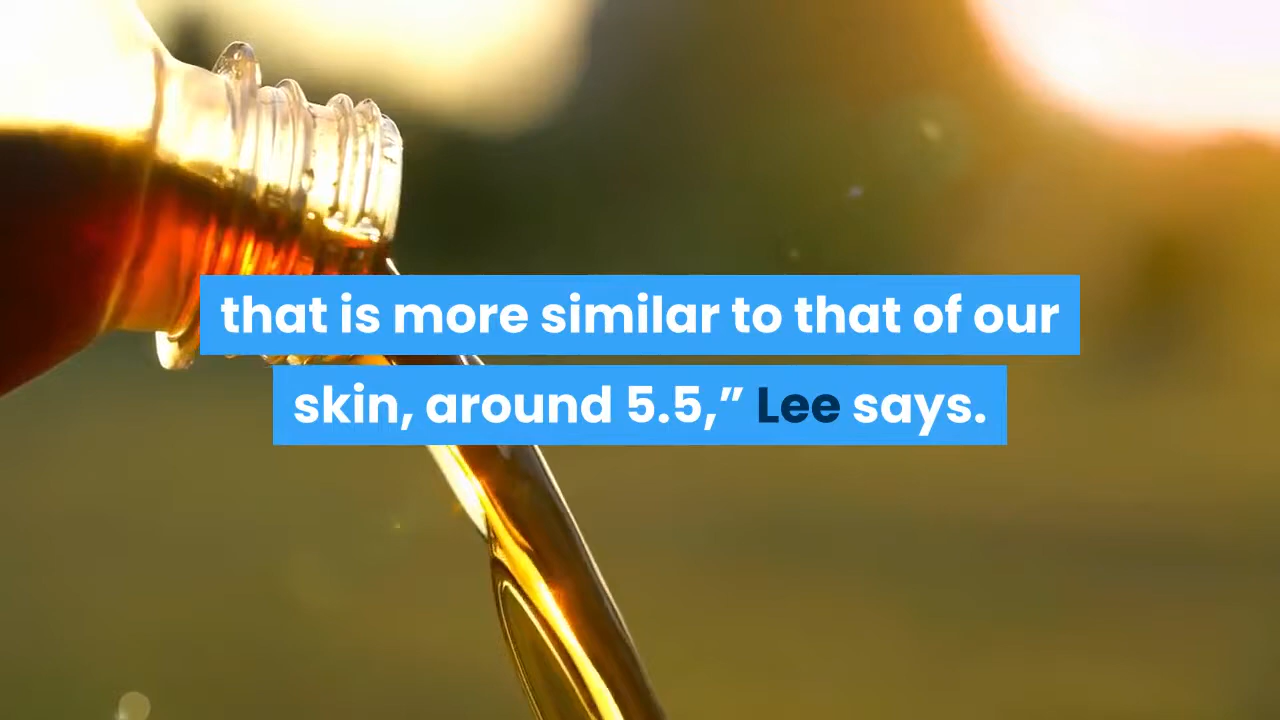 that is more similar to that of our
skin, around 5.5,” Lee says.